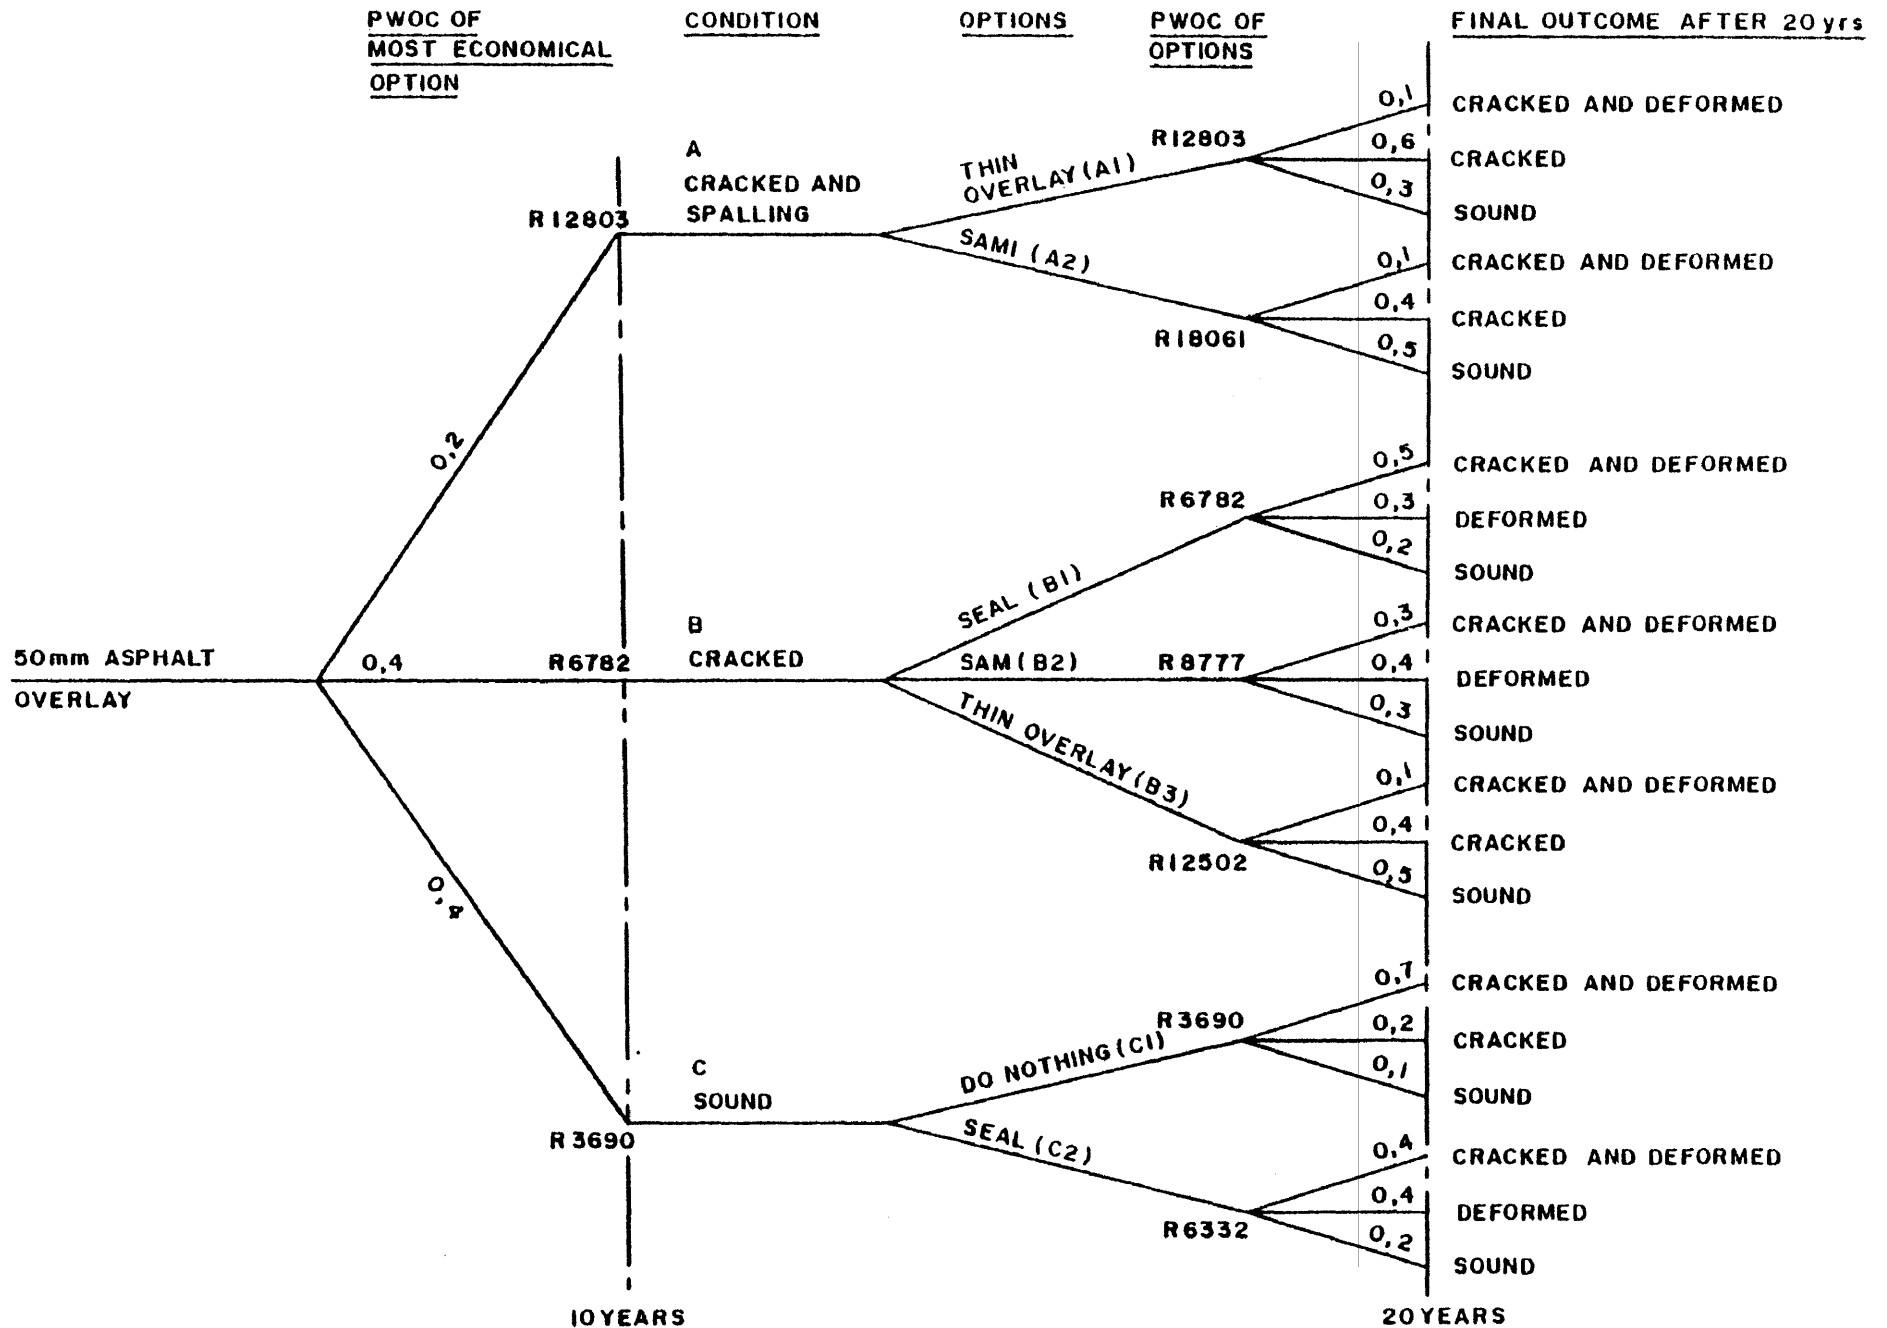 PWOC OF
MOST ECONOMICAL
OPTION
CONDITION
OPTIONS
PWOC OF
OPTIONS
FINAL OUTCOME AFTER 20 yrs
50mm ASPHALT
OVERLAY
0,2
0,4
0,4
R12803
R6782
R3690
A
CRACKED AND
SPALLING
THIN
OVERLAY (A1)
R12803
0,1 CRACKED AND DEFORMED
0,6 CRACKED
0,3 SOUND
SAMI (A2)
R18061
0,1 CRACKED AND DEFORMED
0,4 CRACKED
0,5 SOUND
B
CRACKED
SEAL (B1)
R6782
0,5 CRACKED AND DEFORMED
0,3 DEFORMED
0,2 SOUND
SAM (B2)
R8777
0,3 CRACKED AND DEFORMED
0,4 DEFORMED
0,3 SOUND
THIN OVERLAY (B3)
R12502
0,1 CRACKED AND DEFORMED
0,4 CRACKED
0,5 SOUND
C
SOUND
DO NOTHING (C1)
R3690
0,7 CRACKED AND DEFORMED
0,2 CRACKED
0,1 SOUND
SEAL (C2)
R6332
0,4 CRACKED AND DEFORMED
0,4 DEFORMED
0,2 SOUND
10 YEARS
20 YEARS